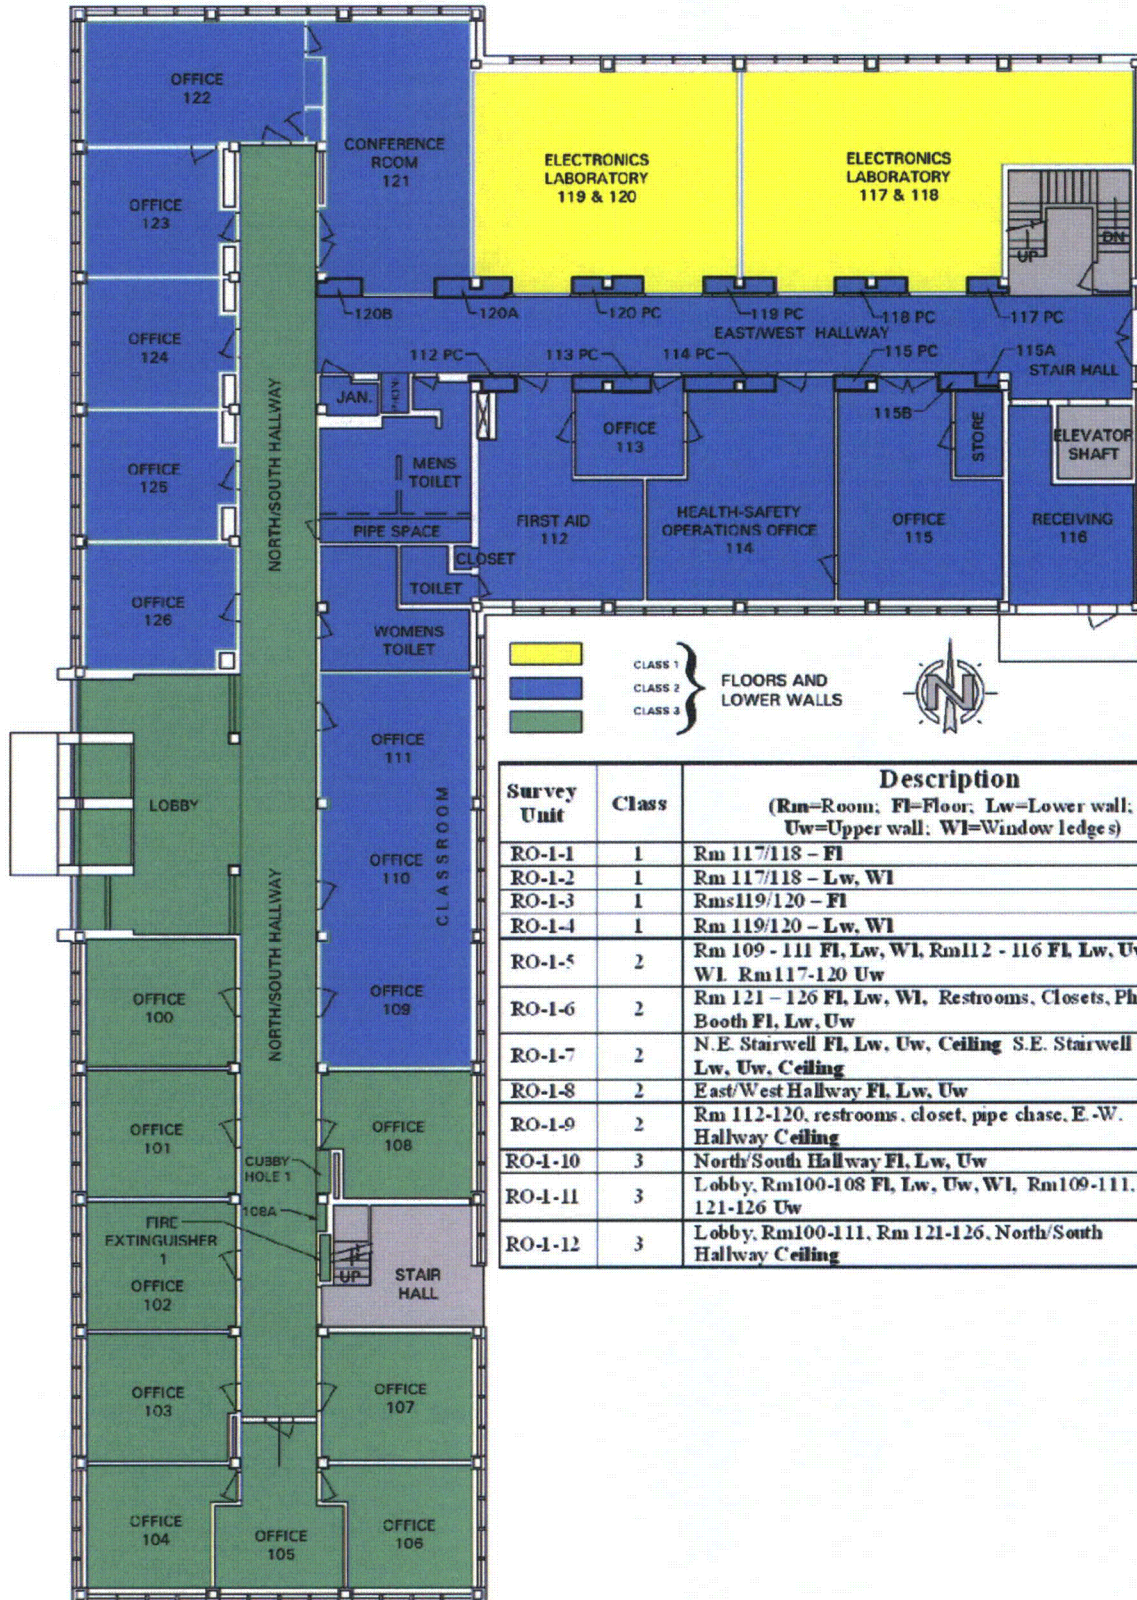 OFFICE
122
CONFERENCE
ROOM
121
ELECTRONICS
LABORATORY
119 & 120
ELECTRONICS
LABORATORY
117 & 118
UP
DN
OFFICE
123
OFFICE
124
OFFICE
125
OFFICE
126
NORTH/SOUTH HALLWAY
120B
120A
120 PC
119 PC
118 PC
117 PC
EAST/WEST HALLWAY
112 PC
113 PC
114 PC
115 PC
115A
STAIR HALL
JAN.
115B
OFFICE
113
STORE
ELEVATOR
SHAFT
MENS
TOILET
PIPE SPACE
FIRST AID
112
HEALTH-SAFETY
OPERATIONS OFFICE
114
OFFICE
115
RECEIVING
116
CLOSET
TOILET
WOMENS
TOILET
CLASS 1
CLASS 2
CLASS 3
FLOORS AND
LOWER WALLS
N
LOBBY
OFFICE
111
OFFICE
110
OFFICE
109
CLASSROOM
NORTH/SOUTH HALLWAY
OFFICE
100
OFFICE
101
OFFICE
108
CUBBY
HOLE 1
108A
FIRE
EXTINGUISHER
1
OFFICE
102
UP
STAIR
HALL
OFFICE
103
OFFICE
107
OFFICE
104
OFFICE
105
OFFICE
106
Survey Unit Class Description
(Rm=Room; Fl=Floor; Lw=Lower wall;
Uw=Upper wall; Wl=Window ledges)
RO-1-1 1 Rm 117/118 – Fl
RO-1-2 1 Rm 117/118 – Lw, Wl
RO-1-3 1 Rms119/120 – Fl
RO-1-4 1 Rm 119/120 – Lw, Wl
RO-1-5 2 Rm 109 - 111 Fl, Lw, Wl, Rm112 - 116 Fl, Lw, Uw
Wl. Rm117-120 Uw
RO-1-6 2 Rm 121 – 126 Fl, Lw, Wl, Restrooms, Closets, Ph
Booth Fl, Lw, Uw
RO-1-7 2 N.E. Stairwell Fl, Lw, Uw, Ceiling S.E. Stairwell
Lw, Uw, Ceiling
RO-1-8 2 East/West Hallway Fl, Lw, Uw
RO-1-9 2 Rm 112-120, restrooms, closet, pipe chase, E.-W.
Hallway Ceiling
RO-1-10 3 North/South Hallway Fl, Lw, Uw
RO-1-11 3 Lobby, Rm100-108 Fl, Lw, Uw, Wl, Rm109-111,
121-126 Uw
RO-1-12 3 Lobby, Rm100-111, Rm 121-126, North/South
Hallway Ceiling